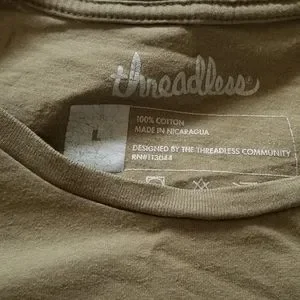 threadless
L
100% COTTON
MADE IN NICARAGUA
DESIGNED BY THE THREADLESS COMMUNITY
RN#113044